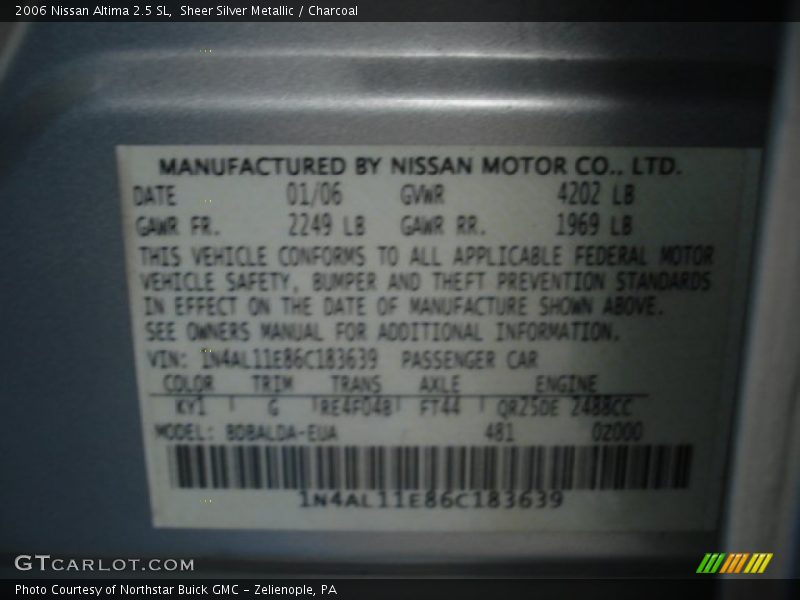 2006 Nissan Altima 2.5 SL,  Sheer Silver Metallic / Charcoal
MANUFACTURED BY NISSAN MOTOR CO., LTD.
DATE 01/06 GVWR 4202 LB
GAWR FR. 2249 LB GAWR RR. 1969 LB
THIS VEHICLE CONFORMS TO ALL APPLICABLE FEDERAL MOTOR
VEHICLE SAFETY, BUMPER AND THEFT PREVENTION STANDARDS
IN EFFECT ON THE DATE OF MANUFACTURE SHOWN ABOVE.
SEE OWNERS MANUAL FOR ADDITIONAL INFORMATION.
VIN: 1N4AL11E86C183639 PASSENGER CAR
COLOR TRIM TRANS AXLE ENGINE
KY1 G RE4F04B FT44 QR25DE 2488CC
MODEL: BDBALDA-EUA 481 0Z000
1N4AL11E86C183639
GTCARLOT.COM
Photo Courtesy of Northstar Buick GMC - Zelienople, PA